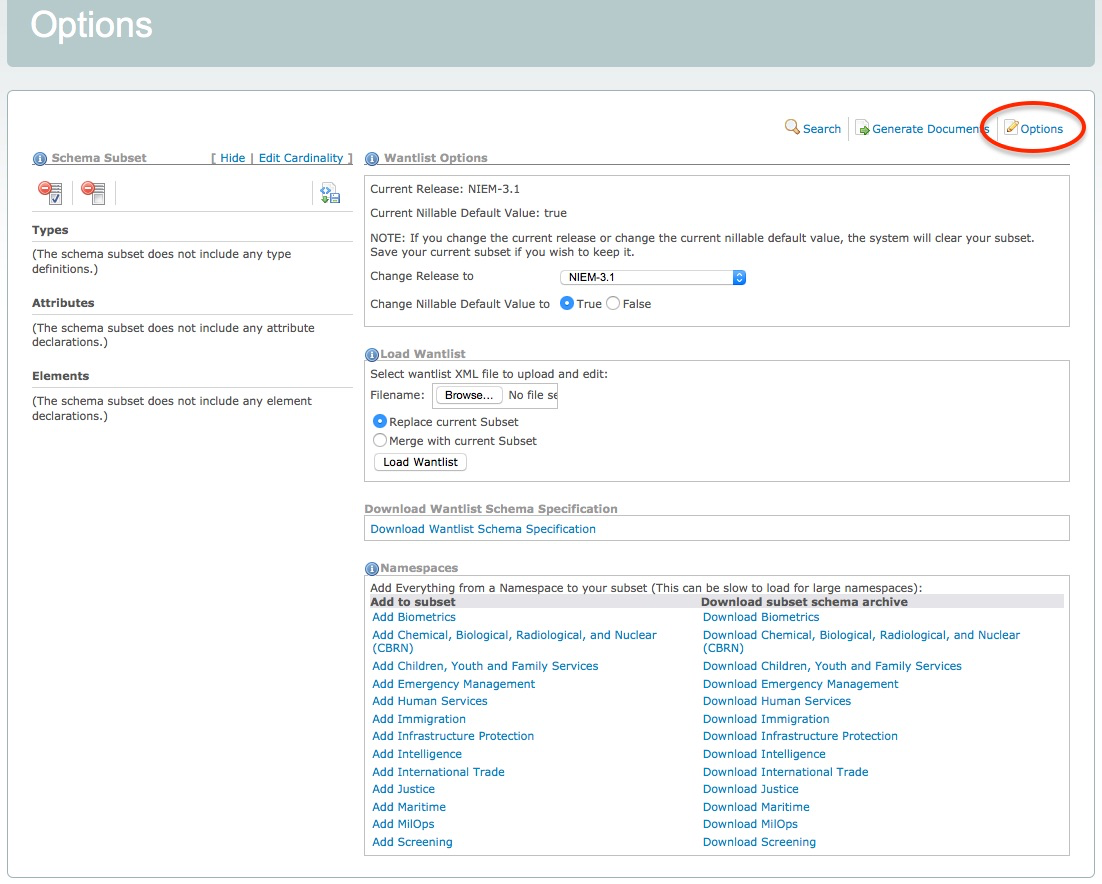 Options
Search
Generate Documents
Options
Schema Subset
[ Hide | Edit Cardinality ]
Types
(The schema subset does not include any type
definitions.)
Attributes
(The schema subset does not include any attribute
declarations.)
Elements
(The schema subset does not include any element
declarations.)
Wantlist Options
Current Release: NIEM-3.1
Current Nillable Default Value: true
NOTE: If you change the current release or change the current nillable default value, the system will clear your subset.
Save your current subset if you wish to keep it.
Change Release to NIEM-3.1
Change Nillable Default Value to True False
Load Wantlist
Select wantlist XML file to upload and edit:
Filename: Browse... No file se
Replace current Subset
Merge with current Subset
Load Wantlist
Download Wantlist Schema Specification
Download Wantlist Schema Specification
Namespaces
Add Everything from a Namespace to your subset (This can be slow to load for large namespaces):
Add to subset Download subset schema archive
Add Biometrics Download Biometrics
Add Chemical, Biological, Radiological, and Nuclear Download Chemical, Biological, Radiological, and Nuclear
(CBRN) (CBRN)
Add Children, Youth and Family Services Download Children, Youth and Family Services
Add Emergency Management Download Emergency Management
Add Human Services Download Human Services
Add Immigration Download Immigration
Add Infrastructure Protection Download Infrastructure Protection
Add Intelligence Download Intelligence
Add International Trade Download International Trade
Add Justice Download Justice
Add Maritime Download Maritime
Add MilOps Download MilOps
Add Screening Download Screening